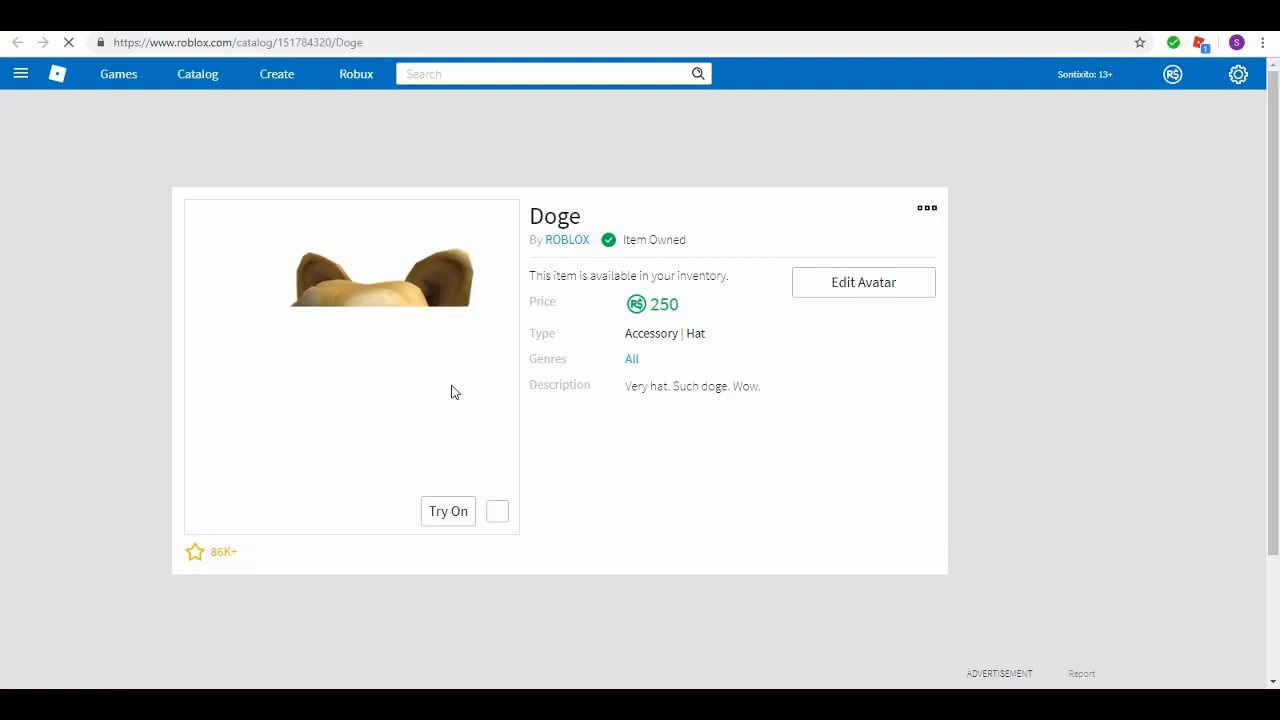 https://www.roblox.com/catalog/151784320/Doge
1
S
Games Catalog Create Robux Search Sontixito: 13+ R$
Doge
By ROBLOX Item Owned
This item is available in your inventory.
Edit Avatar
Price R$ 250
Type Accessory | Hat
Genres All
Description Very hat. Such doge. Wow.
Try On
86K+
ADVERTISEMENT Report